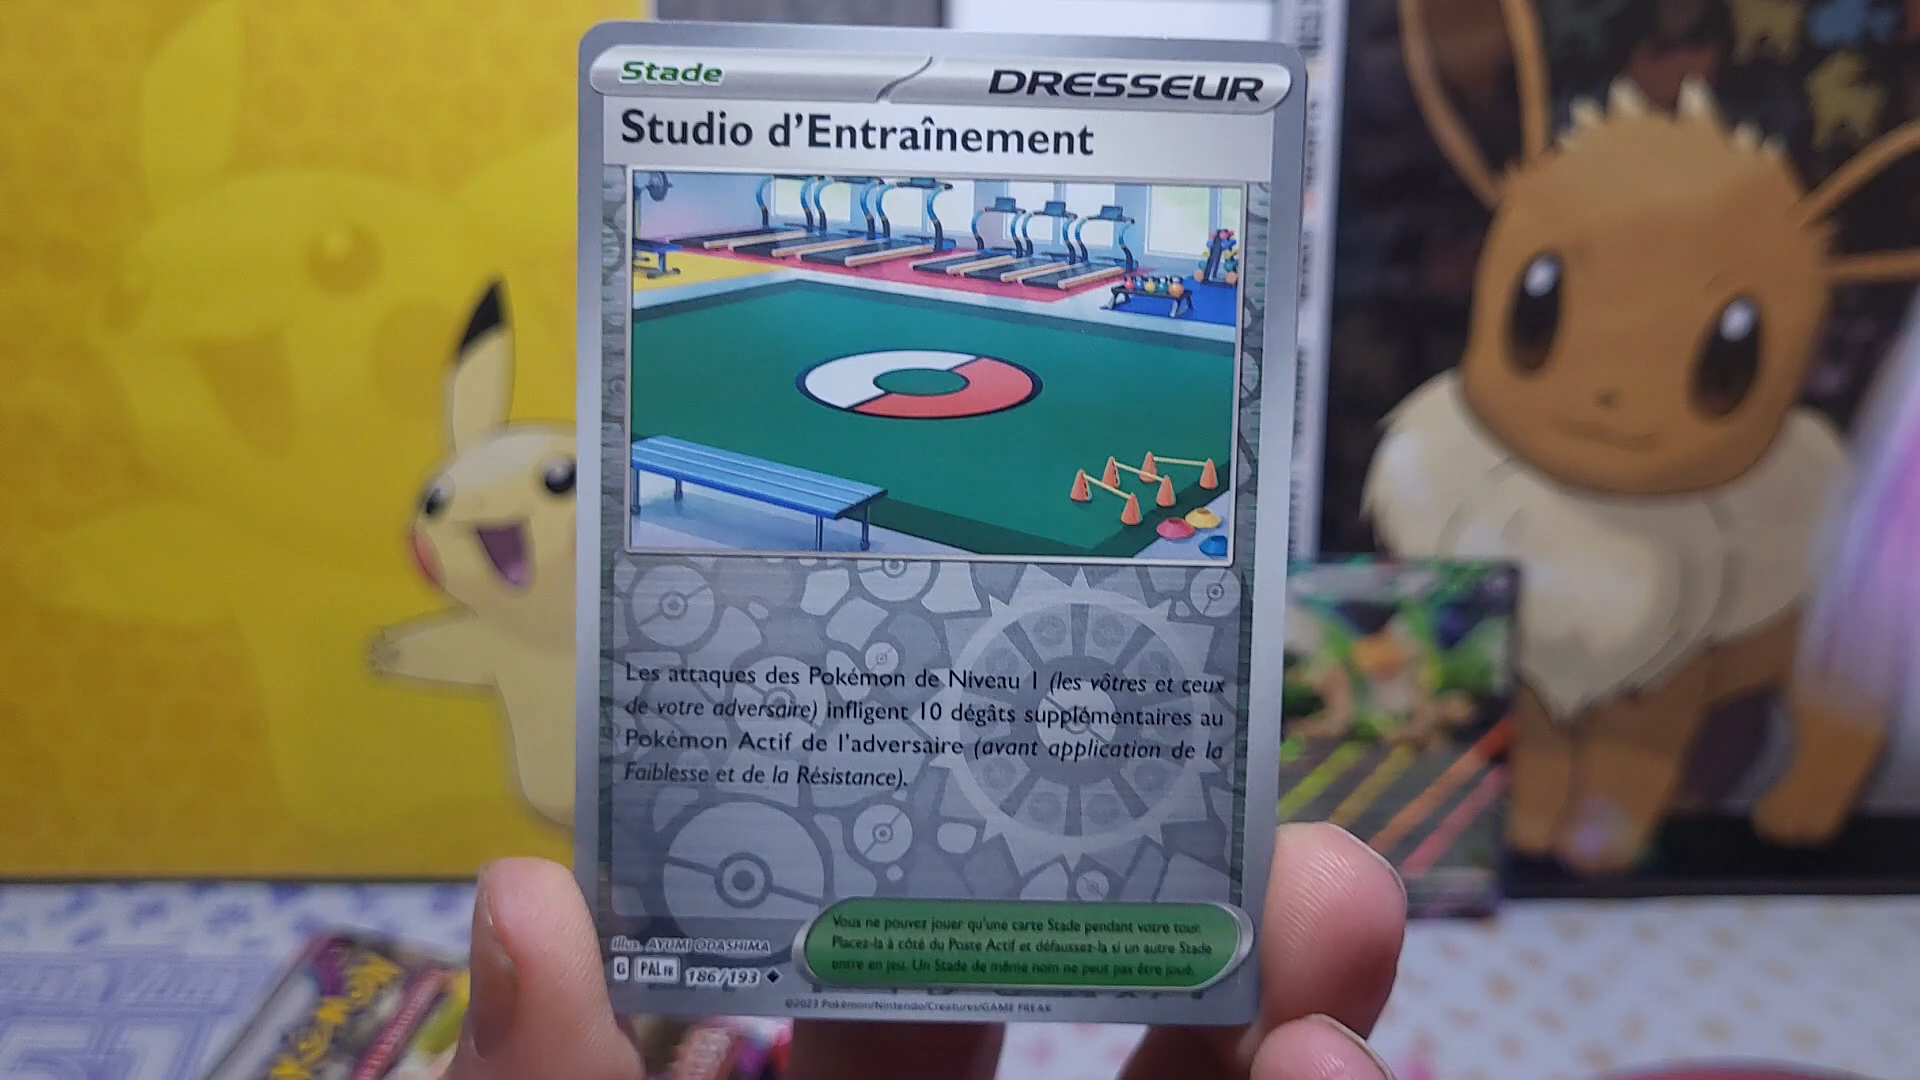 Stade
DRESSEUR
Studio d'Entraînement
Les attaques des Pokémon de Niveau 1 (les vôtres et ceux
de votre adversaire) infligent 10 dégâts supplémentaires au
Pokémon Actif de l'adversaire (avant application de la
Faiblesse et de la Résistance).
Vous ne pouvez jouer qu'une carte Stade pendant votre tour.
Placez-la à côté du Poste Actif et défaussez-la si un autre Stade
entre en jeu. Un Stade de même nom ne peut pas être joué.
Illus. AYUMI ODASHIMA
G PAL FR 186/193
©2023 Pokémon/Nintendo/Creatures/GAME FREAK